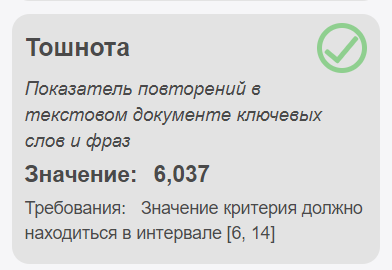 Тошнота
Показатель повторений в
текстовом документе ключевых
слов и фраз
Значение: 6,037
Требования: Значение критерия должно
находиться в интервале [6, 14]